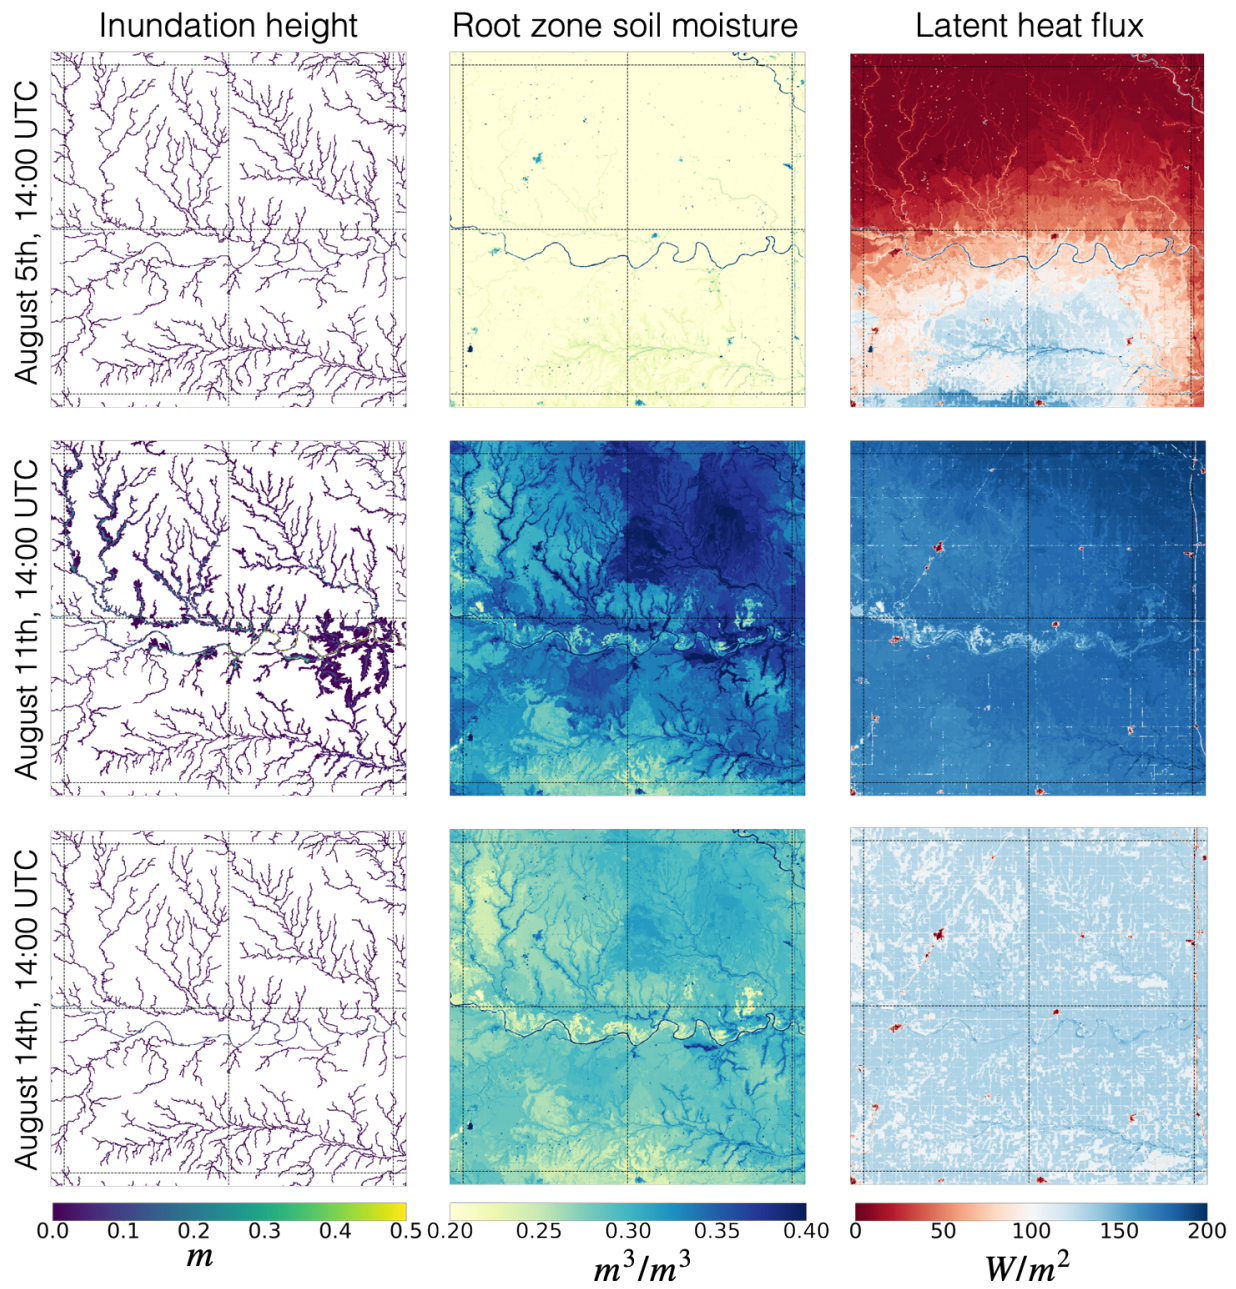 Inundation height Root zone soil moisture Latent heat flux
August 5th, 14:00 UTC
August 11th, 14:00 UTC
August 14th, 14:00 UTC
0.0 0.1 0.2 0.3 0.4 0.5 0.20 0.25 0.30 0.35 0.40 0 50 100 150 200
m m³/m³ W/m²